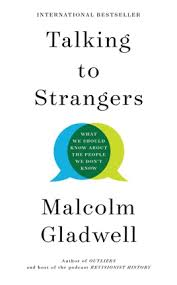 INTERNATIONAL BESTSELLER
Talking
to
Strangers
WHAT
WE SHOULD
KNOW ABOUT
THE PEOPLE
WE DON'T
KNOW
Malcolm
Gladwell
Author of OUTLIERS
and host of the podcast REVISIONIST HISTORY